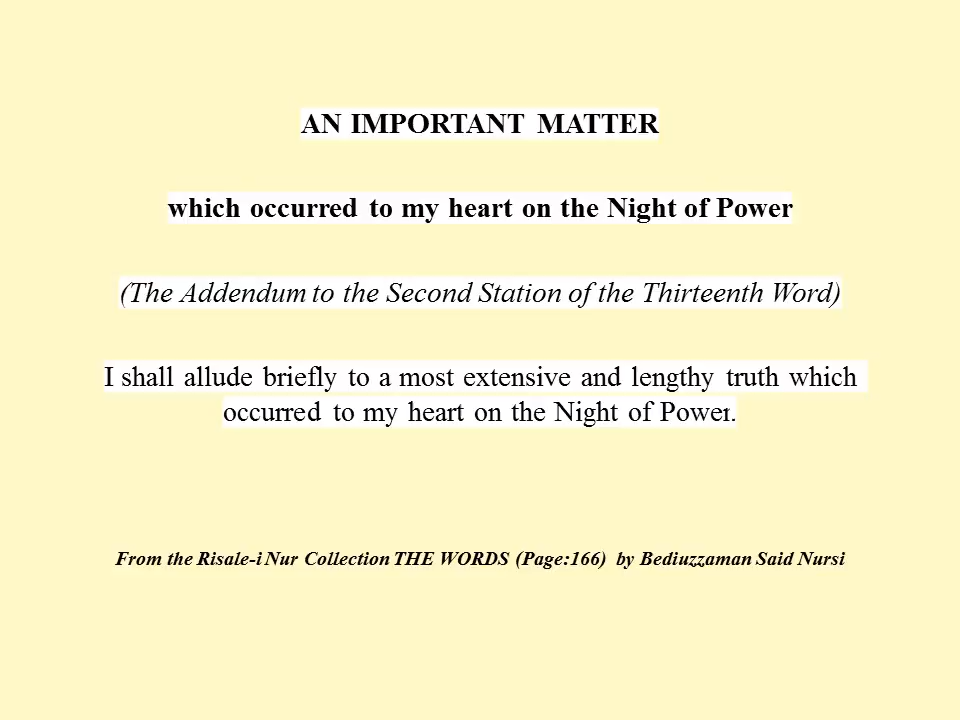 AN IMPORTANT MATTER
which occurred to my heart on the Night of Power
(The Addendum to the Second Station of the Thirteenth Word)
I shall allude briefly to a most extensive and lengthy truth which
occurred to my heart on the Night of Power.
From the Risale-i Nur Collection THE WORDS (Page:166) by Bediuzzaman Said Nursi